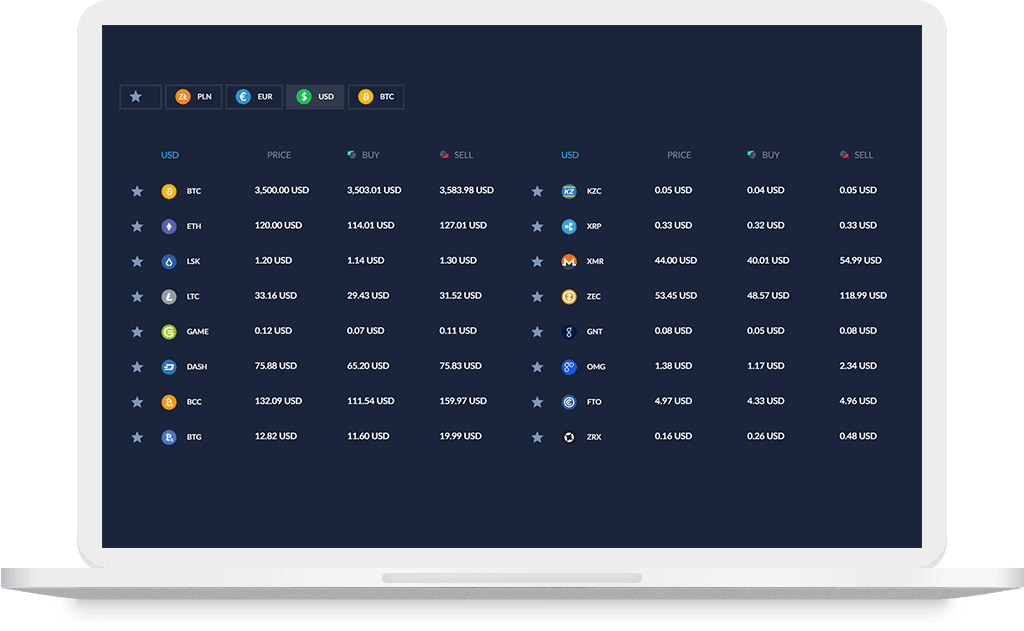 PLN EUR USD BTC
USD PRICE BUY SELL USD PRICE BUY SELL
BTC 3,500.00 USD 3,503.01 USD 3,583.98 USD KZC 0.05 USD 0.04 USD 0.05 USD
ETH 120.00 USD 114.01 USD 127.01 USD XRP 0.33 USD 0.32 USD 0.33 USD
LSK 1.20 USD 1.14 USD 1.30 USD XMR 44.00 USD 40.01 USD 54.99 USD
LTC 33.16 USD 29.43 USD 31.52 USD ZEC 53.45 USD 48.57 USD 118.99 USD
GAME 0.12 USD 0.07 USD 0.11 USD GNT 0.08 USD 0.05 USD 0.08 USD
DASH 75.88 USD 65.20 USD 75.83 USD OMG 1.38 USD 1.17 USD 2.34 USD
BCC 132.09 USD 111.54 USD 159.97 USD FTO 4.97 USD 4.33 USD 4.96 USD
BTG 12.82 USD 11.60 USD 19.99 USD ZRX 0.16 USD 0.26 USD 0.48 USD